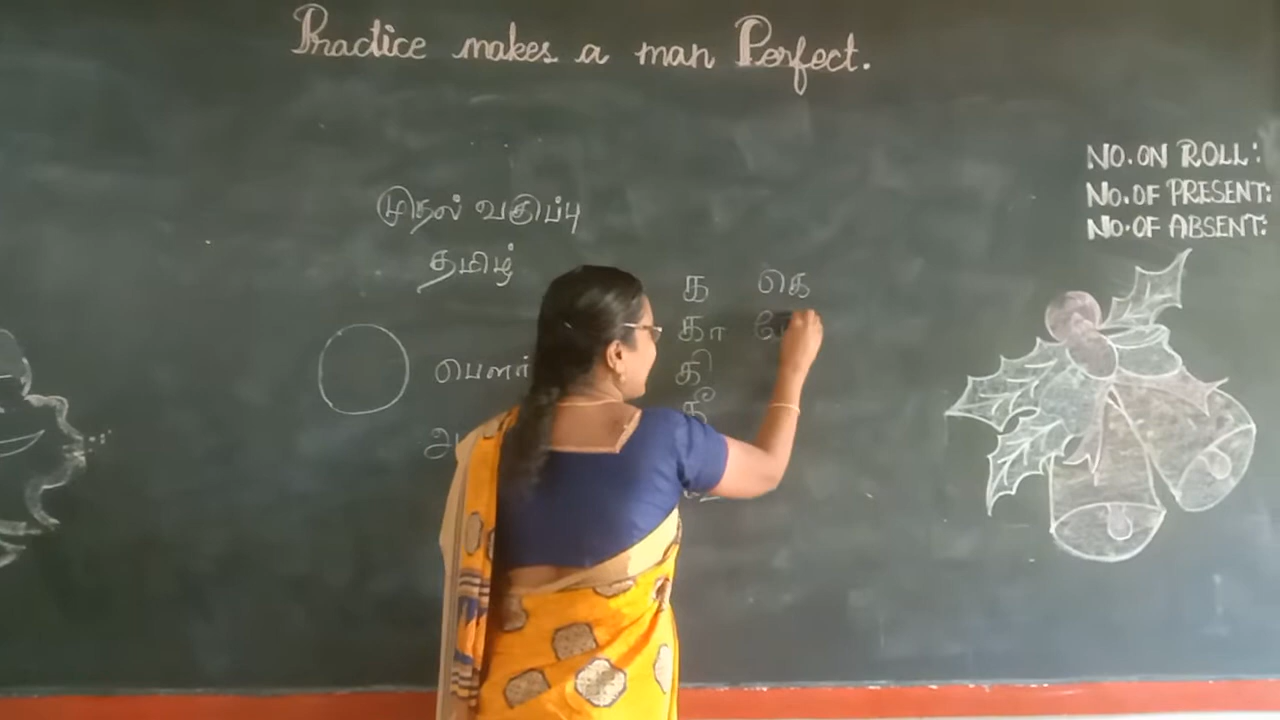 Practice makes a man Perfect.
NO. ON ROLL:
NO. OF PRESENT:
NO. OF ABSENT:
முதல் வகுப்பு
தமிழ்
க கெ
கா
கி
கீ